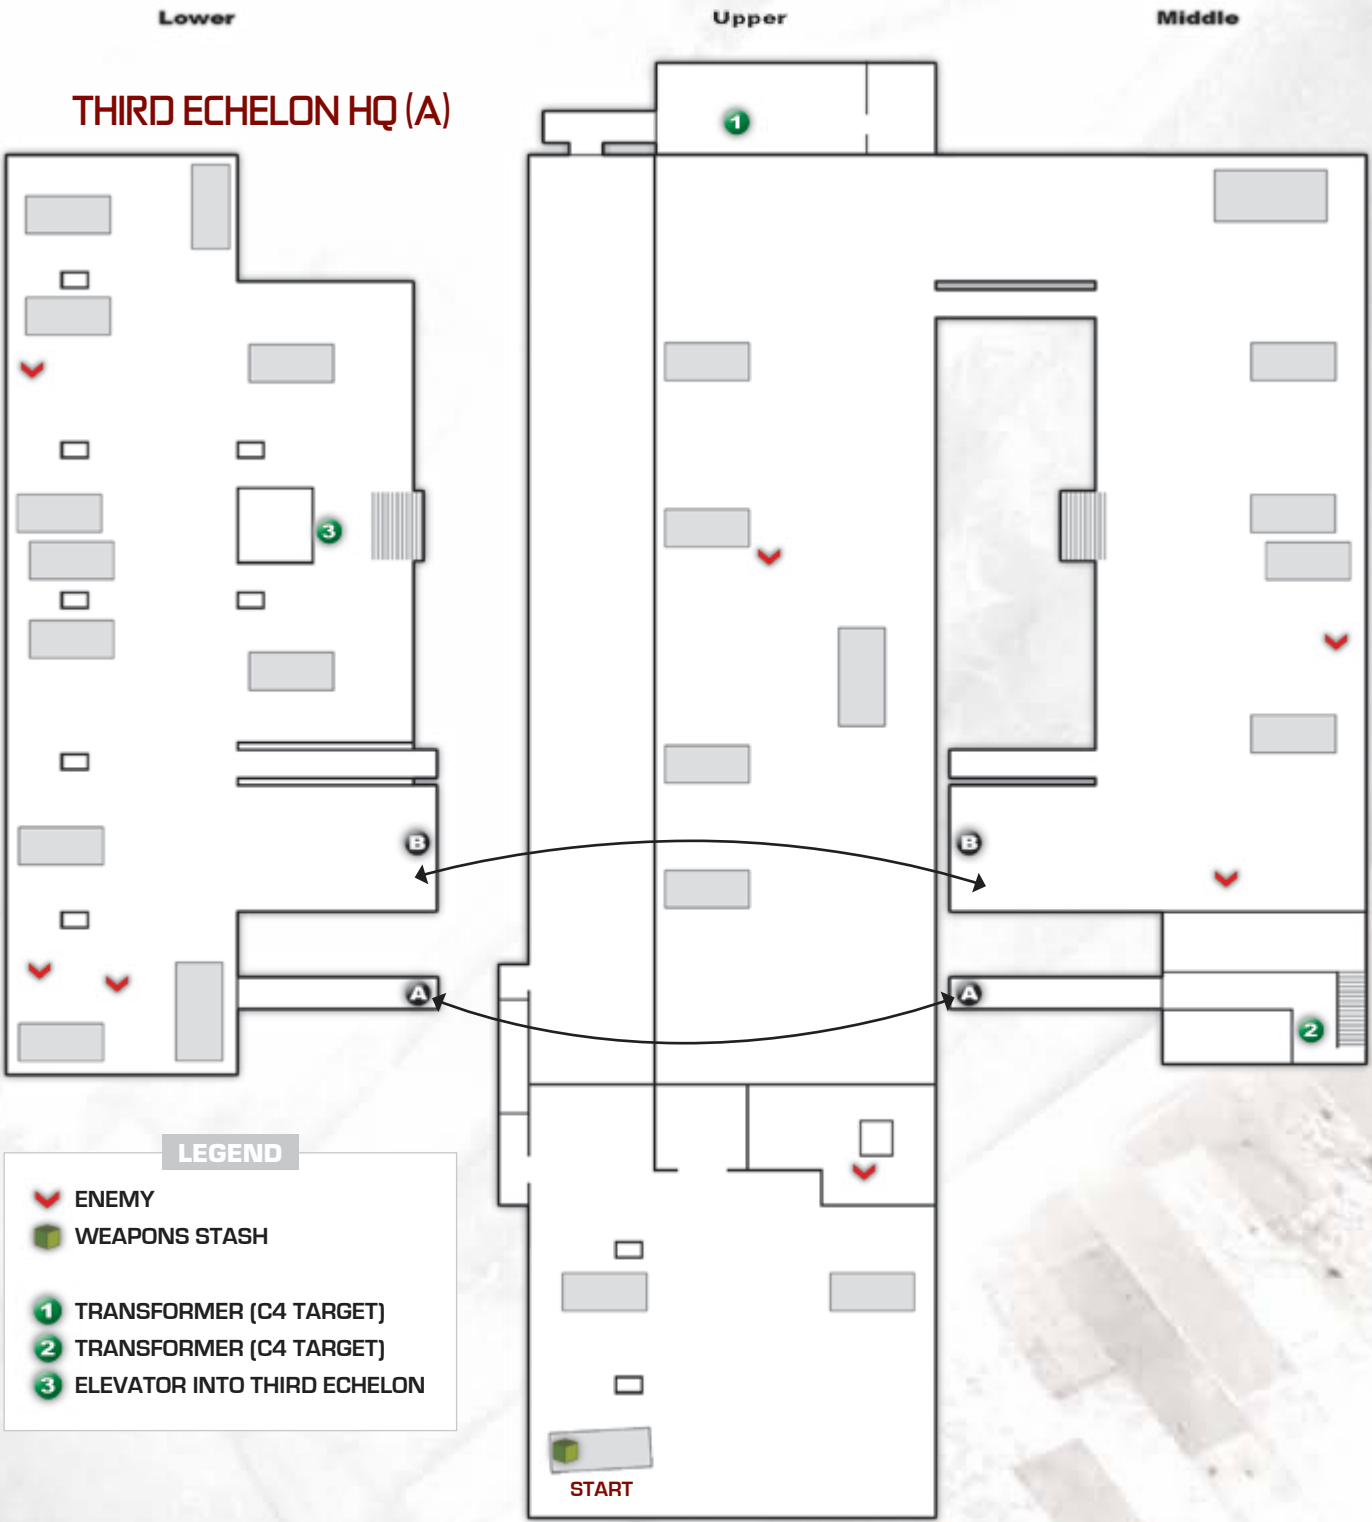 Lower
Upper
Middle
THIRD ECHELON HQ (A)
1
3
B
B
A
A
2
LEGEND
ENEMY
WEAPONS STASH
1 TRANSFORMER (C4 TARGET)
2 TRANSFORMER (C4 TARGET)
3 ELEVATOR INTO THIRD ECHELON
START